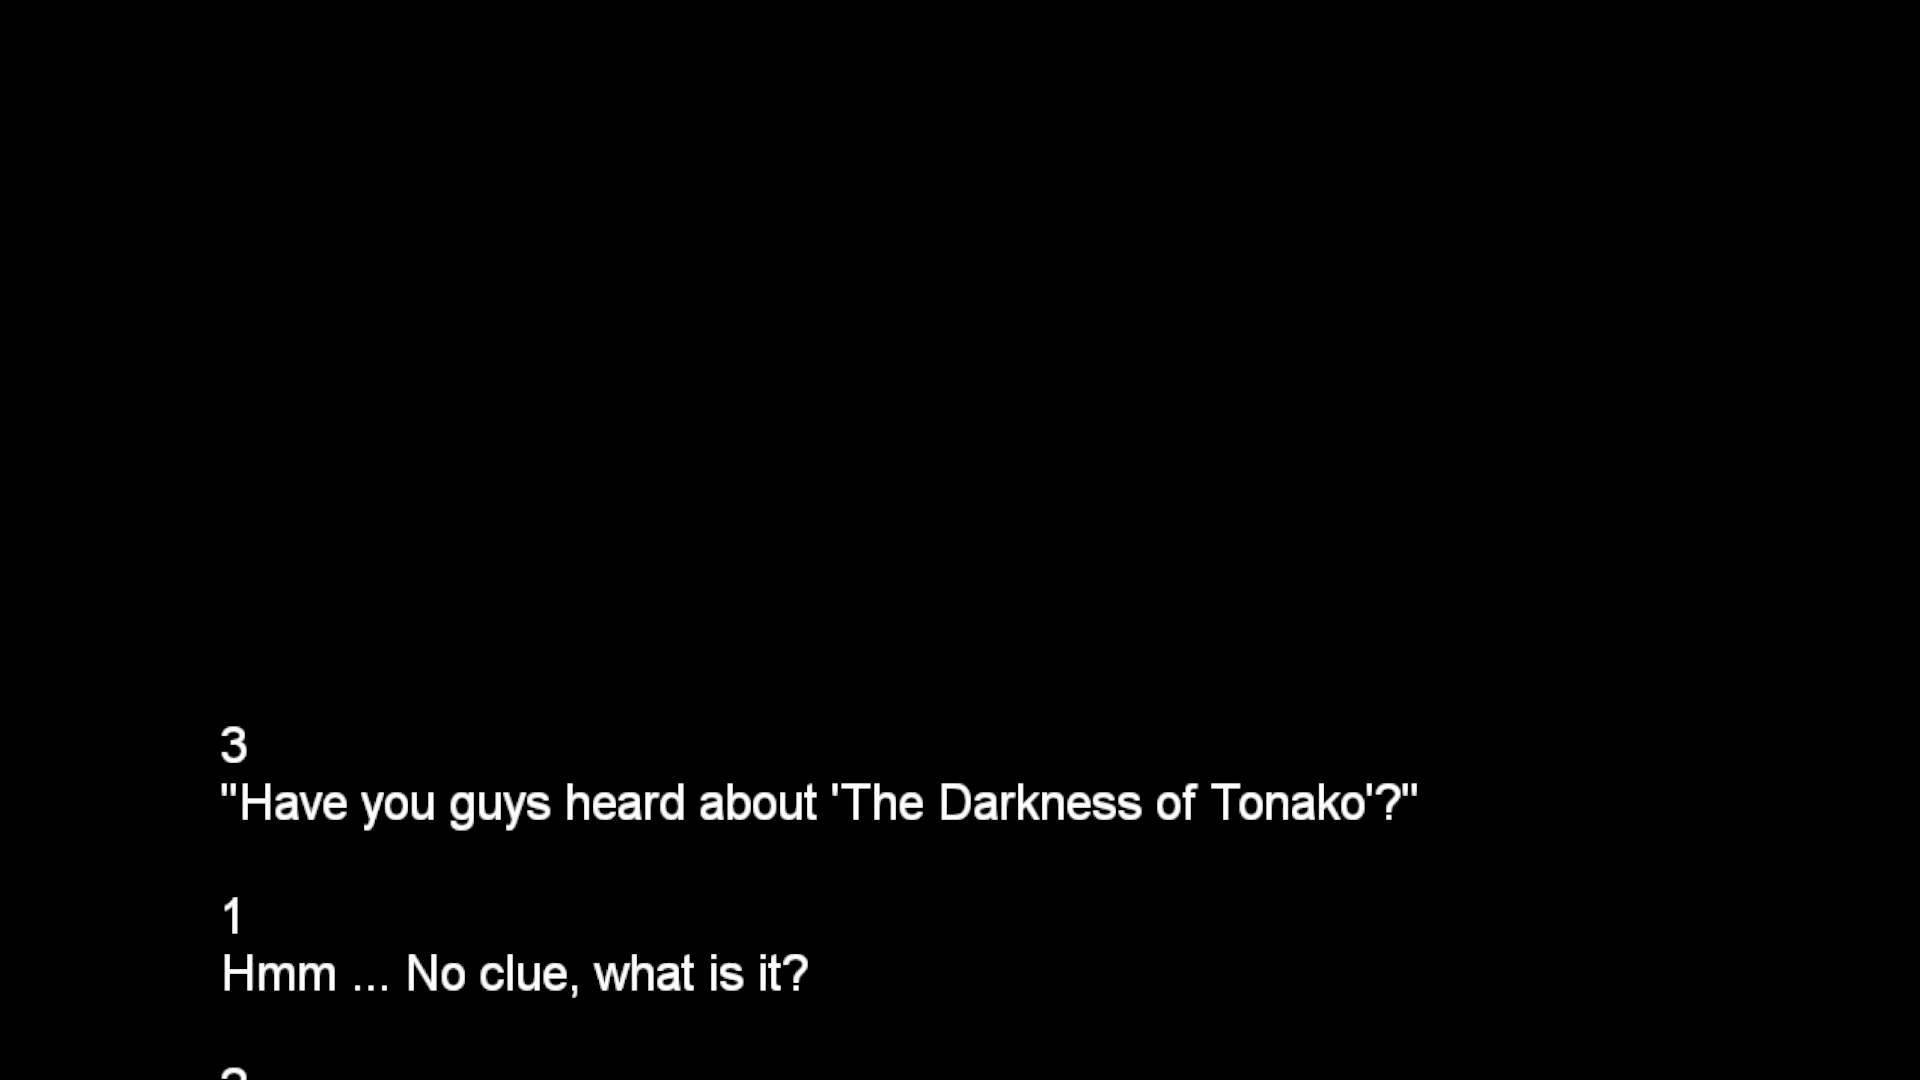 3
"Have you guys heard about 'The Darkness of Tonako'?"
1
Hmm ... No clue, what is it?